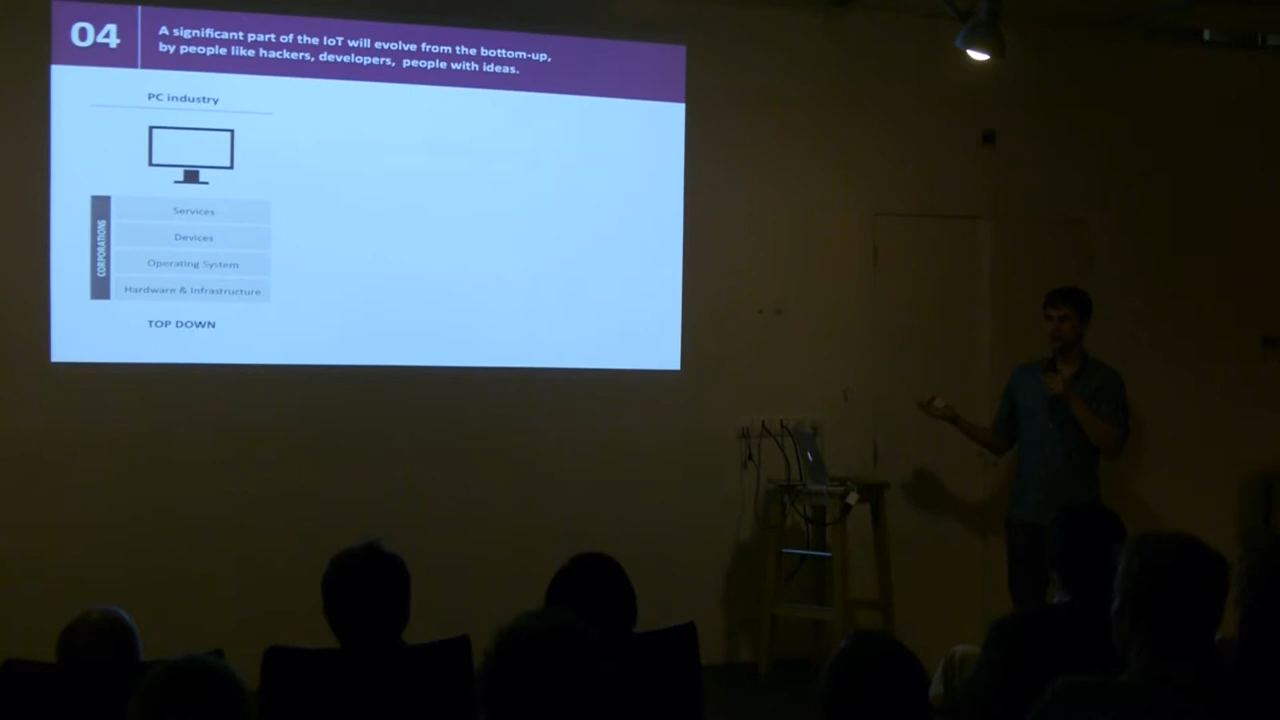 04
A significant part of the IoT will evolve from the bottom-up,
by people like hackers, developers, people with ideas.
PC industry
CORPORATIONS
Services
Devices
Operating System
Hardware & Infrastructure
TOP DOWN